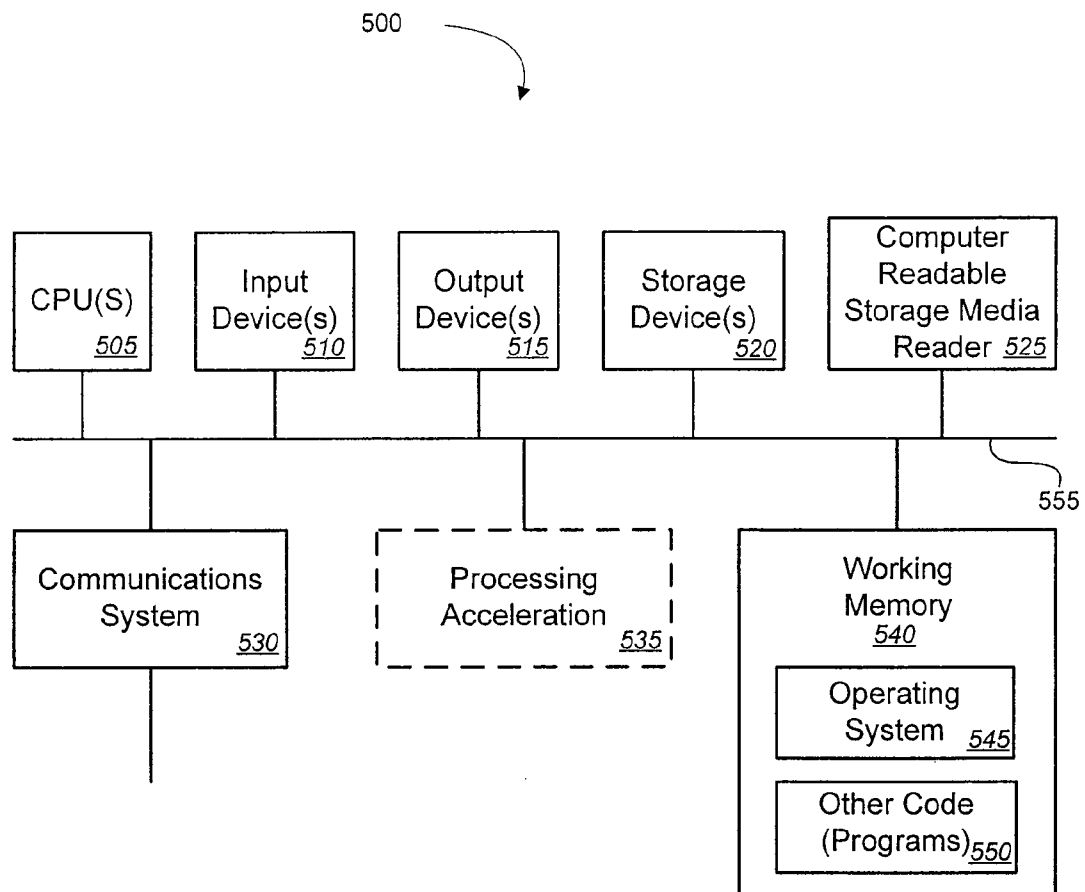 500
CPU(S)
505
Input
Device(s)
510
Output
Device(s)
515
Storage
Device(s)
520
Computer
Readable
Storage Media
Reader 525
555
Communications
System
530
Processing
Acceleration
535
Working
Memory
540
Operating
System
545
Other Code
(Programs)
550